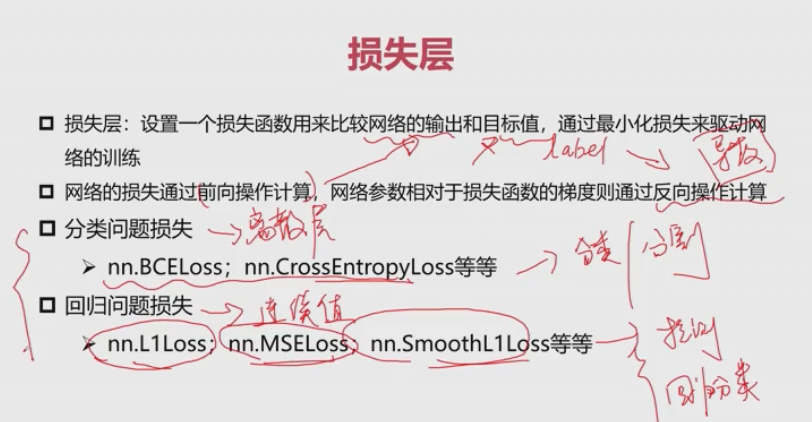 损失层
损失层：设置一个损失函数用来比较网络的输出和目标值，通过最小化损失来驱动网
络的训练
label
导数
网络的损失通过前向操作计算，网络参数相对于损失函数的梯度则通过反向操作计算
分类问题损失
离散
nn.BCELoss；nn.CrossEntropyLoss等等
分类
分割
回归问题损失
连续值
nn.L1Loss；nn.MSELoss；nn.SmoothL1Loss等等
分类